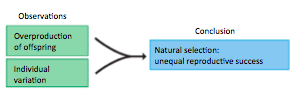 Observations
Overproduction
of offspring
Individual
variation
Conclusion
Natural selection:
unequal reproductive success